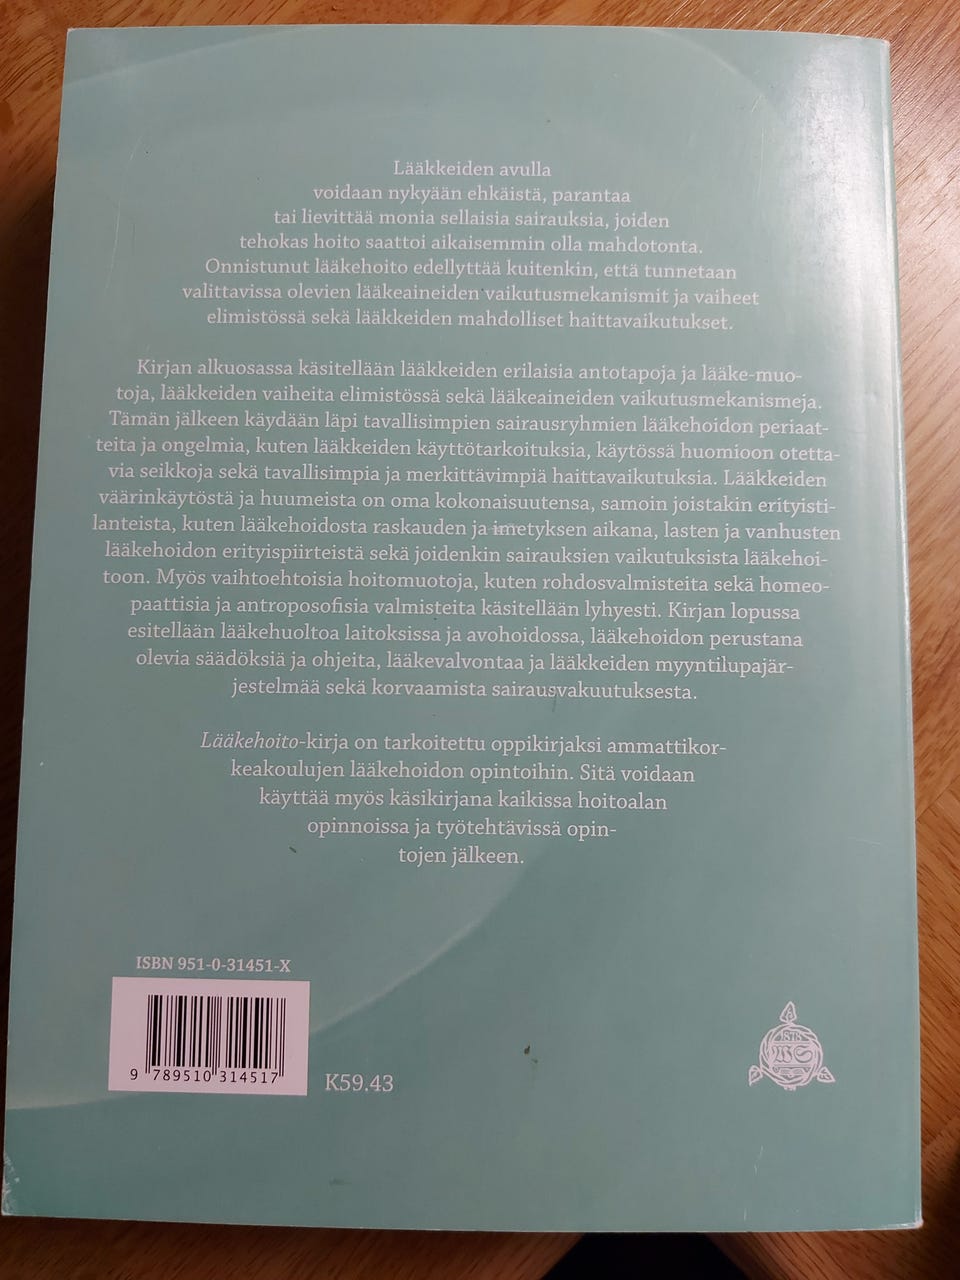 Lääkkeiden avulla
voidaan nykyään ehkäistä, parantaa
tai lievittää monia sellaisia sairauksia, joiden
tehokas hoito saattoi aikaisemmin olla mahdotonta.
Onnistunut lääkehoito edellyttää kuitenkin, että tunnetaan
valittavissa olevien lääkeaineiden vaikutusmekanismit ja vaiheet
elimistössä sekä lääkkeiden mahdolliset haittavaikutukset.
Kirjan alkuosassa käsitellään lääkkeiden erilaisia antotapoja ja lääke-muo-
toja, lääkkeiden vaiheita elimistössä sekä lääkeaineiden vaikutusmekanismeja.
Tämän jälkeen käydään läpi tavallisimpien sairausryhmien lääkehoidon periaat-
teita ja ongelmia, kuten lääkkeiden käyttötarkoituksia, käytössä huomioon otetta-
via seikkoja sekä tavallisimpia ja merkittävimpiä haittavaikutuksia. Lääkkeiden
väärinkäytöstä ja huumeista on oma kokonaisuutensa, samoin joistakin erityisti-
lanteista, kuten lääkehoidosta raskauden ja imetyksen aikana, lasten ja vanhusten
lääkehoidon erityispiirteistä sekä joidenkin sairauksien vaikutuksista lääkehoi-
toon. Myös vaihtoehtoisia hoitomuotoja, kuten rohdosvalmisteita sekä homeo-
paattisia ja antroposofisia valmisteita käsitellään lyhyesti. Kirjan lopussa
esitellään lääkehuoltoa laitoksissa ja avohoidossa, lääkehoidon perustana
olevia säädöksiä ja ohjeita, lääkevalvontaa ja lääkkeiden myyntilupajär-
jestelmää sekä korvaamista sairausvakuutuksesta.
Lääkehoito-kirja on tarkoitettu oppikirjaksi ammattikor-
keakoulujen lääkehoidon opintoihin. Sitä voidaan
käyttää myös käsikirjana kaikissa hoitoalan
opinnoissa ja työtehtävissä opin-
tojen jälkeen.
ISBN 951-0-31451-X
9 789510 314517
K59.43
1878
WS